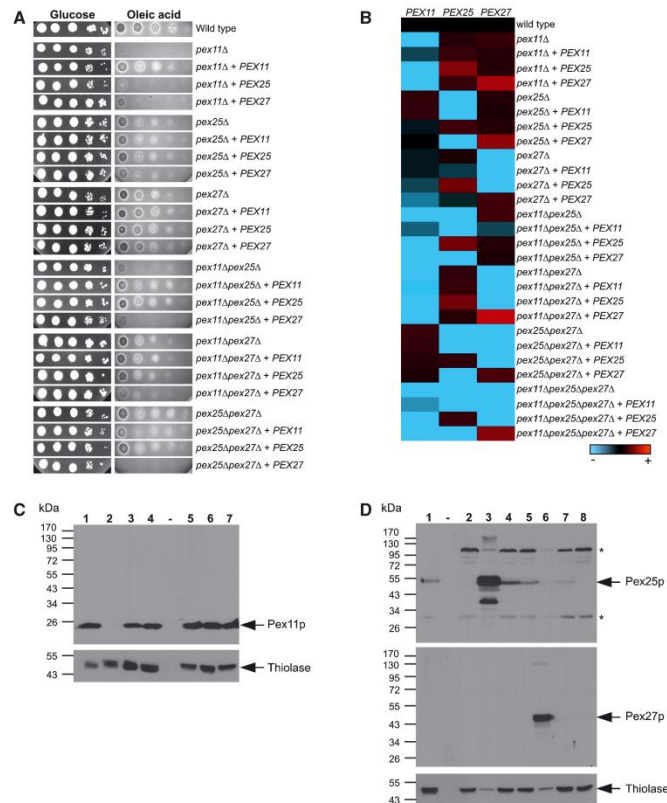 A
Glucose Oleic acid
Wild type
pex11Δ
pex11Δ + PEX11
pex11Δ + PEX25
pex11Δ + PEX27
pex25Δ
pex25Δ + PEX11
pex25Δ + PEX25
pex25Δ + PEX27
pex27Δ
pex27Δ + PEX11
pex27Δ + PEX25
pex27Δ + PEX27
pex11Δpex25Δ
pex11Δpex25Δ + PEX11
pex11Δpex25Δ + PEX25
pex11Δpex25Δ + PEX27
pex11Δpex27Δ
pex11Δpex27Δ + PEX11
pex11Δpex27Δ + PEX25
pex11Δpex27Δ + PEX27
pex25Δpex27Δ
pex25Δpex27Δ + PEX11
pex25Δpex27Δ + PEX25
pex25Δpex27Δ + PEX27
B
PEX11 PEX25 PEX27
wild type
pex11Δ
pex11Δ + PEX11
pex11Δ + PEX25
pex11Δ + PEX27
pex25Δ
pex25Δ + PEX11
pex25Δ + PEX25
pex25Δ + PEX27
pex27Δ
pex27Δ + PEX11
pex27Δ + PEX25
pex27Δ + PEX27
pex11Δpex25Δ
pex11Δpex25Δ + PEX11
pex11Δpex25Δ + PEX25
pex11Δpex25Δ + PEX27
pex11Δpex27Δ
pex11Δpex27Δ + PEX11
pex11Δpex27Δ + PEX25
pex11Δpex27Δ + PEX27
pex25Δpex27Δ
pex25Δpex27Δ + PEX11
pex25Δpex27Δ + PEX25
pex25Δpex27Δ + PEX27
pex11Δpex25Δpex27Δ
pex11Δpex25Δpex27Δ + PEX11
pex11Δpex25Δpex27Δ + PEX25
pex11Δpex25Δpex27Δ + PEX27
- +
C
kDa 1 2 3 4 - 5 6 7
170
130
95
72
55
43
34
26 Pex11p
55
43 Thiolase
D
kDa 1 - 2 3 4 5 6 7 8
170
130
95 *
72
55 Pex25p
43
34 *
26
170
130
95
72
55
43 Pex27p
34
26
55
43 Thiolase